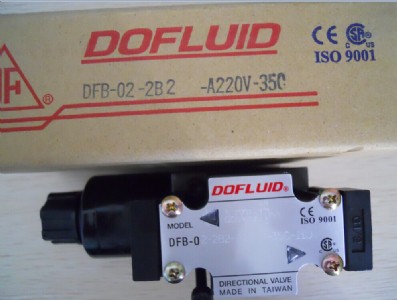 DOFLUID
CE
ISO 9001
DFB-02-2B2 -A220V-35C
DOFLUID®
MODEL
CE
ISO 9001
DFB-0
DIRECTIONAL VALVE
MADE IN TAIWAN